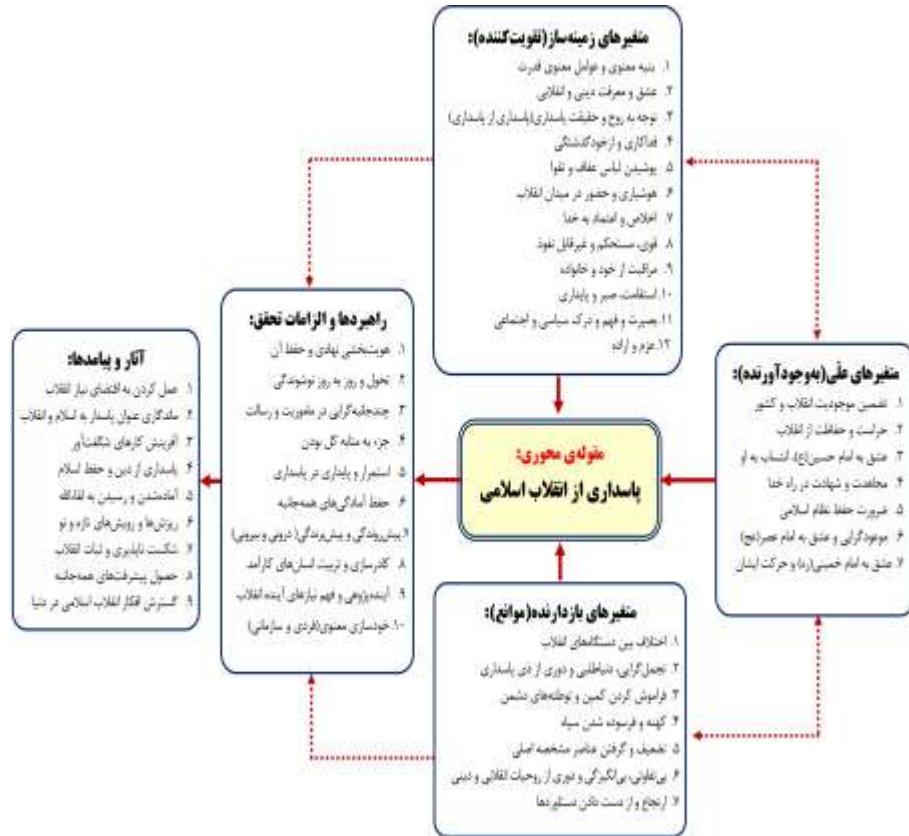 متغیرهای زمینه‌ساز(تقویت‌کننده):
۱. بنیه معنوی و عوامل معنوی قدرت
۲. عشق و معرفت دینی و انقلابی
۳. توجه به روح و حقیقت پاسداری(پاسداری از پاسداری)
۴. فداکاری و ازخودگذشتگی
۵. پوشیدن لباس عفاف و تقوا
۶. هوشیاری و حضور در میدان انقلاب
۷. اخلاص و اعتماد به خدا
۸. قوی، مستحکم و غیرقابل نفوذ
۹. مراقبت از خود و خانواده
۱۰. استقامت، صبر و پایداری
۱۱. بصیرت و فهم و درک سیاسی و اجتماعی
۱۲. عزم و اراده
متغیرهای علّی(به‌وجودآورنده):
۱. تضمین موجودیت انقلاب و کشور
۲. حراست و حفاظت از انقلاب
۳. عشق به امام حسین(ع)، انتساب به او
۴. مجاهدت و شهادت در راه خدا
۵. ضرورت حفظ نظام اسلامی
۶. موعودگرایی و عشق به امام عصر(عج)
۷. عشق به امام خمینی(ره) و حرکت ایشان
مقوله‌ی محوری:
پاسداری از انقلاب اسلامی
راهبردها و الزامات تحقق:
۱. هویت‌بخشی نهادی و حفظ آن
۲. تحول و روز به روز نوشوندگی
۳. چندجانبه‌گرایی در مأموریت و رسالت
۴. جزء به مثابه کل بودن
۵. استمرار و پایداری در پاسداری
۶. حفظ آمادگی‌های همه‌جانبه
۷. پیش‌روندگی و پیش‌برندگی( درونی و بیرونی)
۸. کادرسازی و تربیت انسان‌های کارآمد
۹. آینده‌پژوهی و فهم نیازهای آینده انقلاب
۱۰. خودسازی معنوی(فردی و سازمانی)
آثار و پیامدها:
۱. عمل کردن به اقتضای نیاز انقلاب
۲. ماندگاری عنوان پاسدار به اسلام و انقلاب
۳. آفرینش کارهای شگفت‌آور
۴. پاسداری از دین و حفظ اسلام
۵. آماده‌شدن و رسیدن به لقاءالله
۶. ریزش‌ها و رویش‌های تازه و نو
۷. شکست ناپذیری و ثبات انقلاب
۸. حصول پیشرفت‌های همه‌جانبه
۹. گسترش افکار انقلاب اسلامی در دنیا
متغیرهای بازدارنده(موانع):
۱. اختلاف بین دستگاه‌های انقلاب
۲. تجمل‌گرایی، دنیاطلبی و دوری از ذی پاسداری
۳. فراموش کردن کمین و توطئه‌های دشمن
۴. کهنه و فرسوده شدن سپاه
۵. تضعیف و گرفتن عناصر مشخصه اصلی
۶. بی‌تفاوتی، بی‌انگیزگی و دوری از روحیات انقلابی و دینی
۷. ارتجاع و از دست دادن دستاوردها